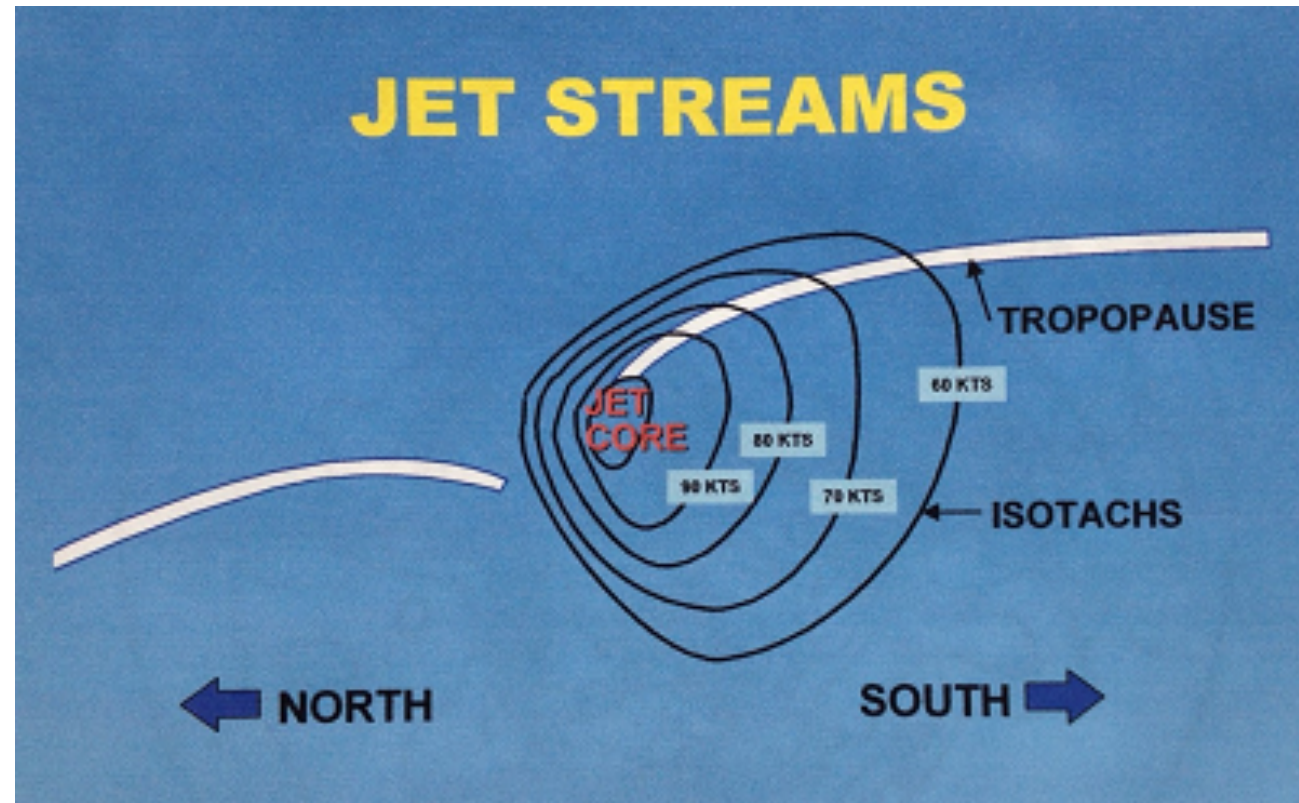 JET STREAMS
TROPOPAUSE
60 KTS
JET
CORE
80 KTS
90 KTS
70 KTS
ISOTACHS
NORTH
SOUTH